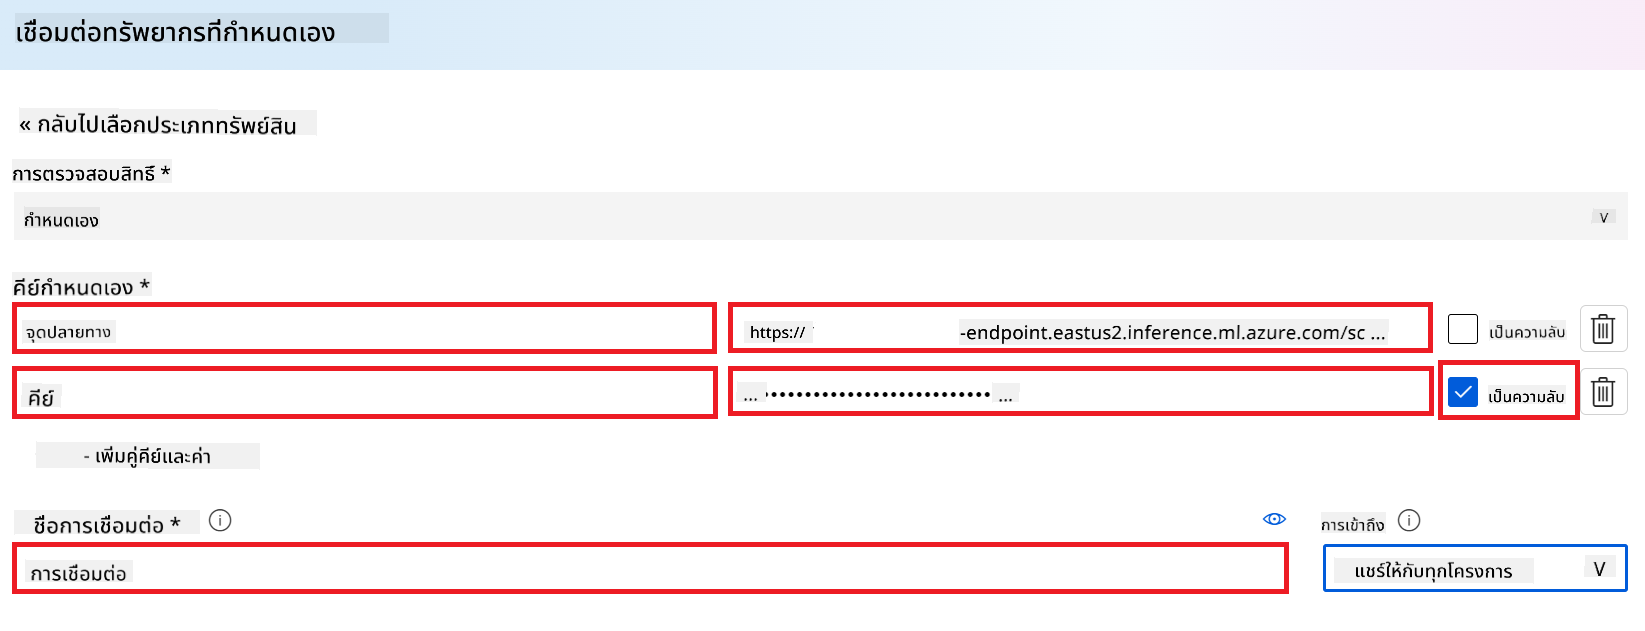 เชื่อมต่อทรัพยากรที่กำหนดเอง
« กลับไปเลือกประเภททรัพย์สิน
การตรวจสอบสิทธิ์ *
กำหนดเอง V
คีย์กำหนดเอง *
จุดปลายทาง https:// -endpoint.eastus2.inference.ml.azure.com/sc ... เป็นความลับ
คีย์ ... •••••••••••••••••••••••••• ... เป็นความลับ
- เพิ่มคู่คีย์และค่า
ชื่อการเชื่อมต่อ * การเข้าถึง
การเชื่อมต่อ แชร์ให้กับทุกโครงการ V